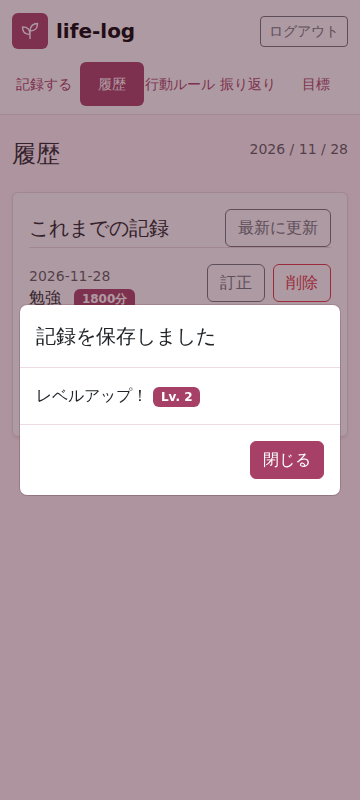 life-log
ログアウト
記録する 履歴 行動ルール 振り返り 目標
履歴
2026 / 11 / 28
これまでの記録
最新に更新
2026-11-28
訂正 削除
勉強 1800分
記録を保存しました
レベルアップ！ Lv. 2
閉じる